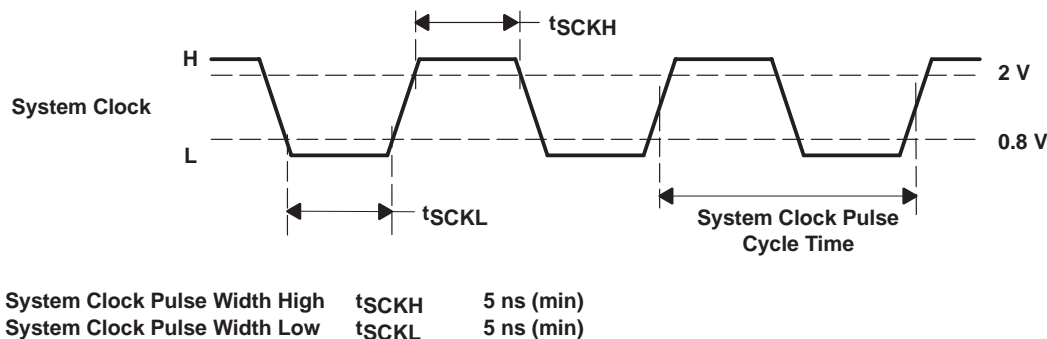 tSCKH
H
2 V
System Clock
0.8 V
L
tSCKL
System Clock Pulse
Cycle Time
System Clock Pulse Width High tSCKH 5 ns (min)
System Clock Pulse Width Low tSCKL 5 ns (min)